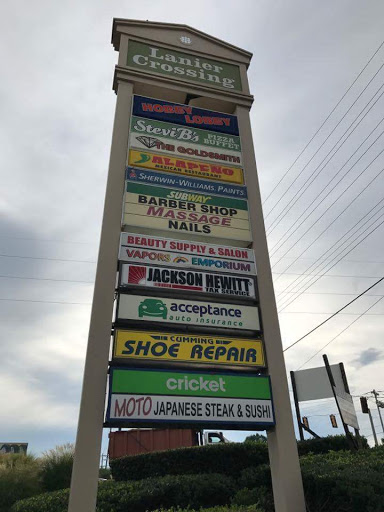 Lanier
Crossing
HOBBY LOBBY
SteviB's PIZZA
BUFFET
THE GOLDSMITH
JALAPEÑO
MEXICAN RESTAURANT
SHERWIN-WILLIAMS. PAINTS
SUBWAY
BARBER SHOP
MASSAGE
NAILS
BEAUTY SUPPLY & SALON
VAPORS EMPORIUM
JACKSON HEWITT
TAX SERVICE
acceptance
auto insurance
CUMMING
SHOE REPAIR
cricket
MOTO JAPANESE STEAK & SUSHI